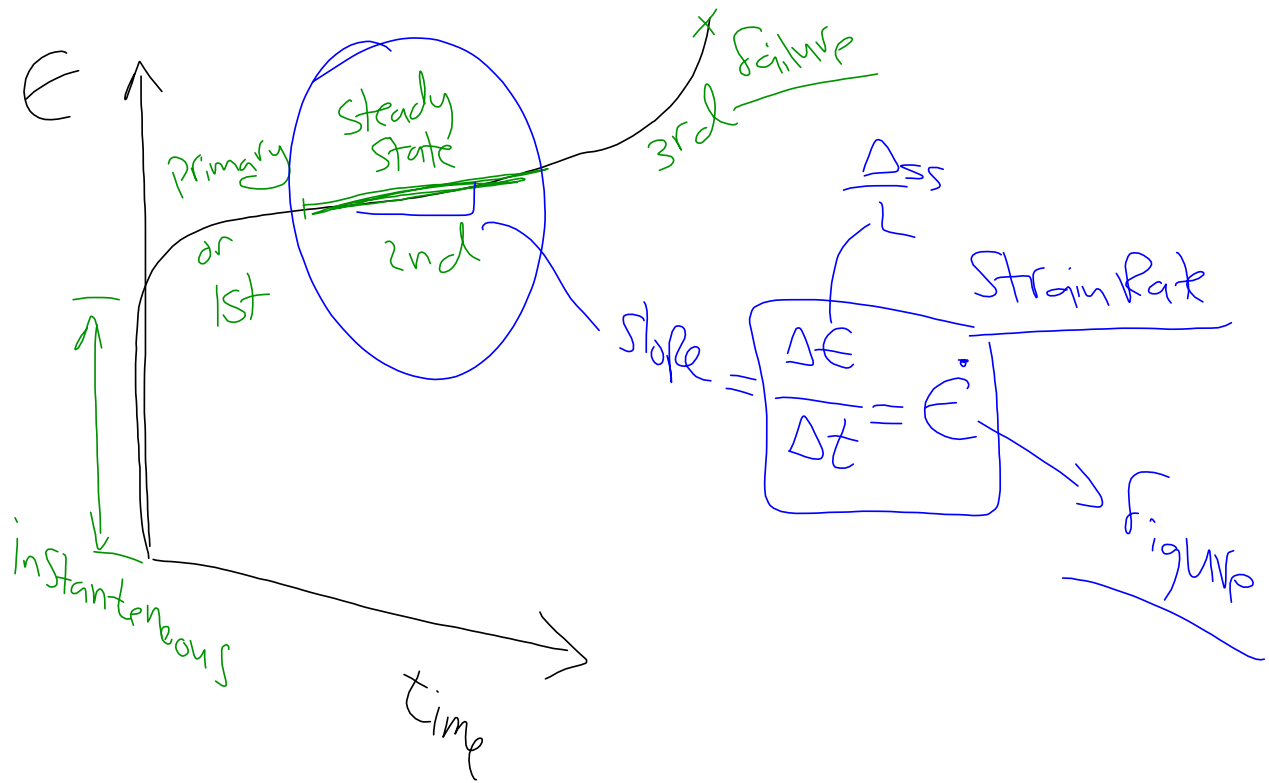 ϵ
primary
or
1st
Steady
State
2nd
3rd
failure
instanteneous
time
Δss
Strain Rate
Slope = Δϵ / Δt = ϵ̇
Figure